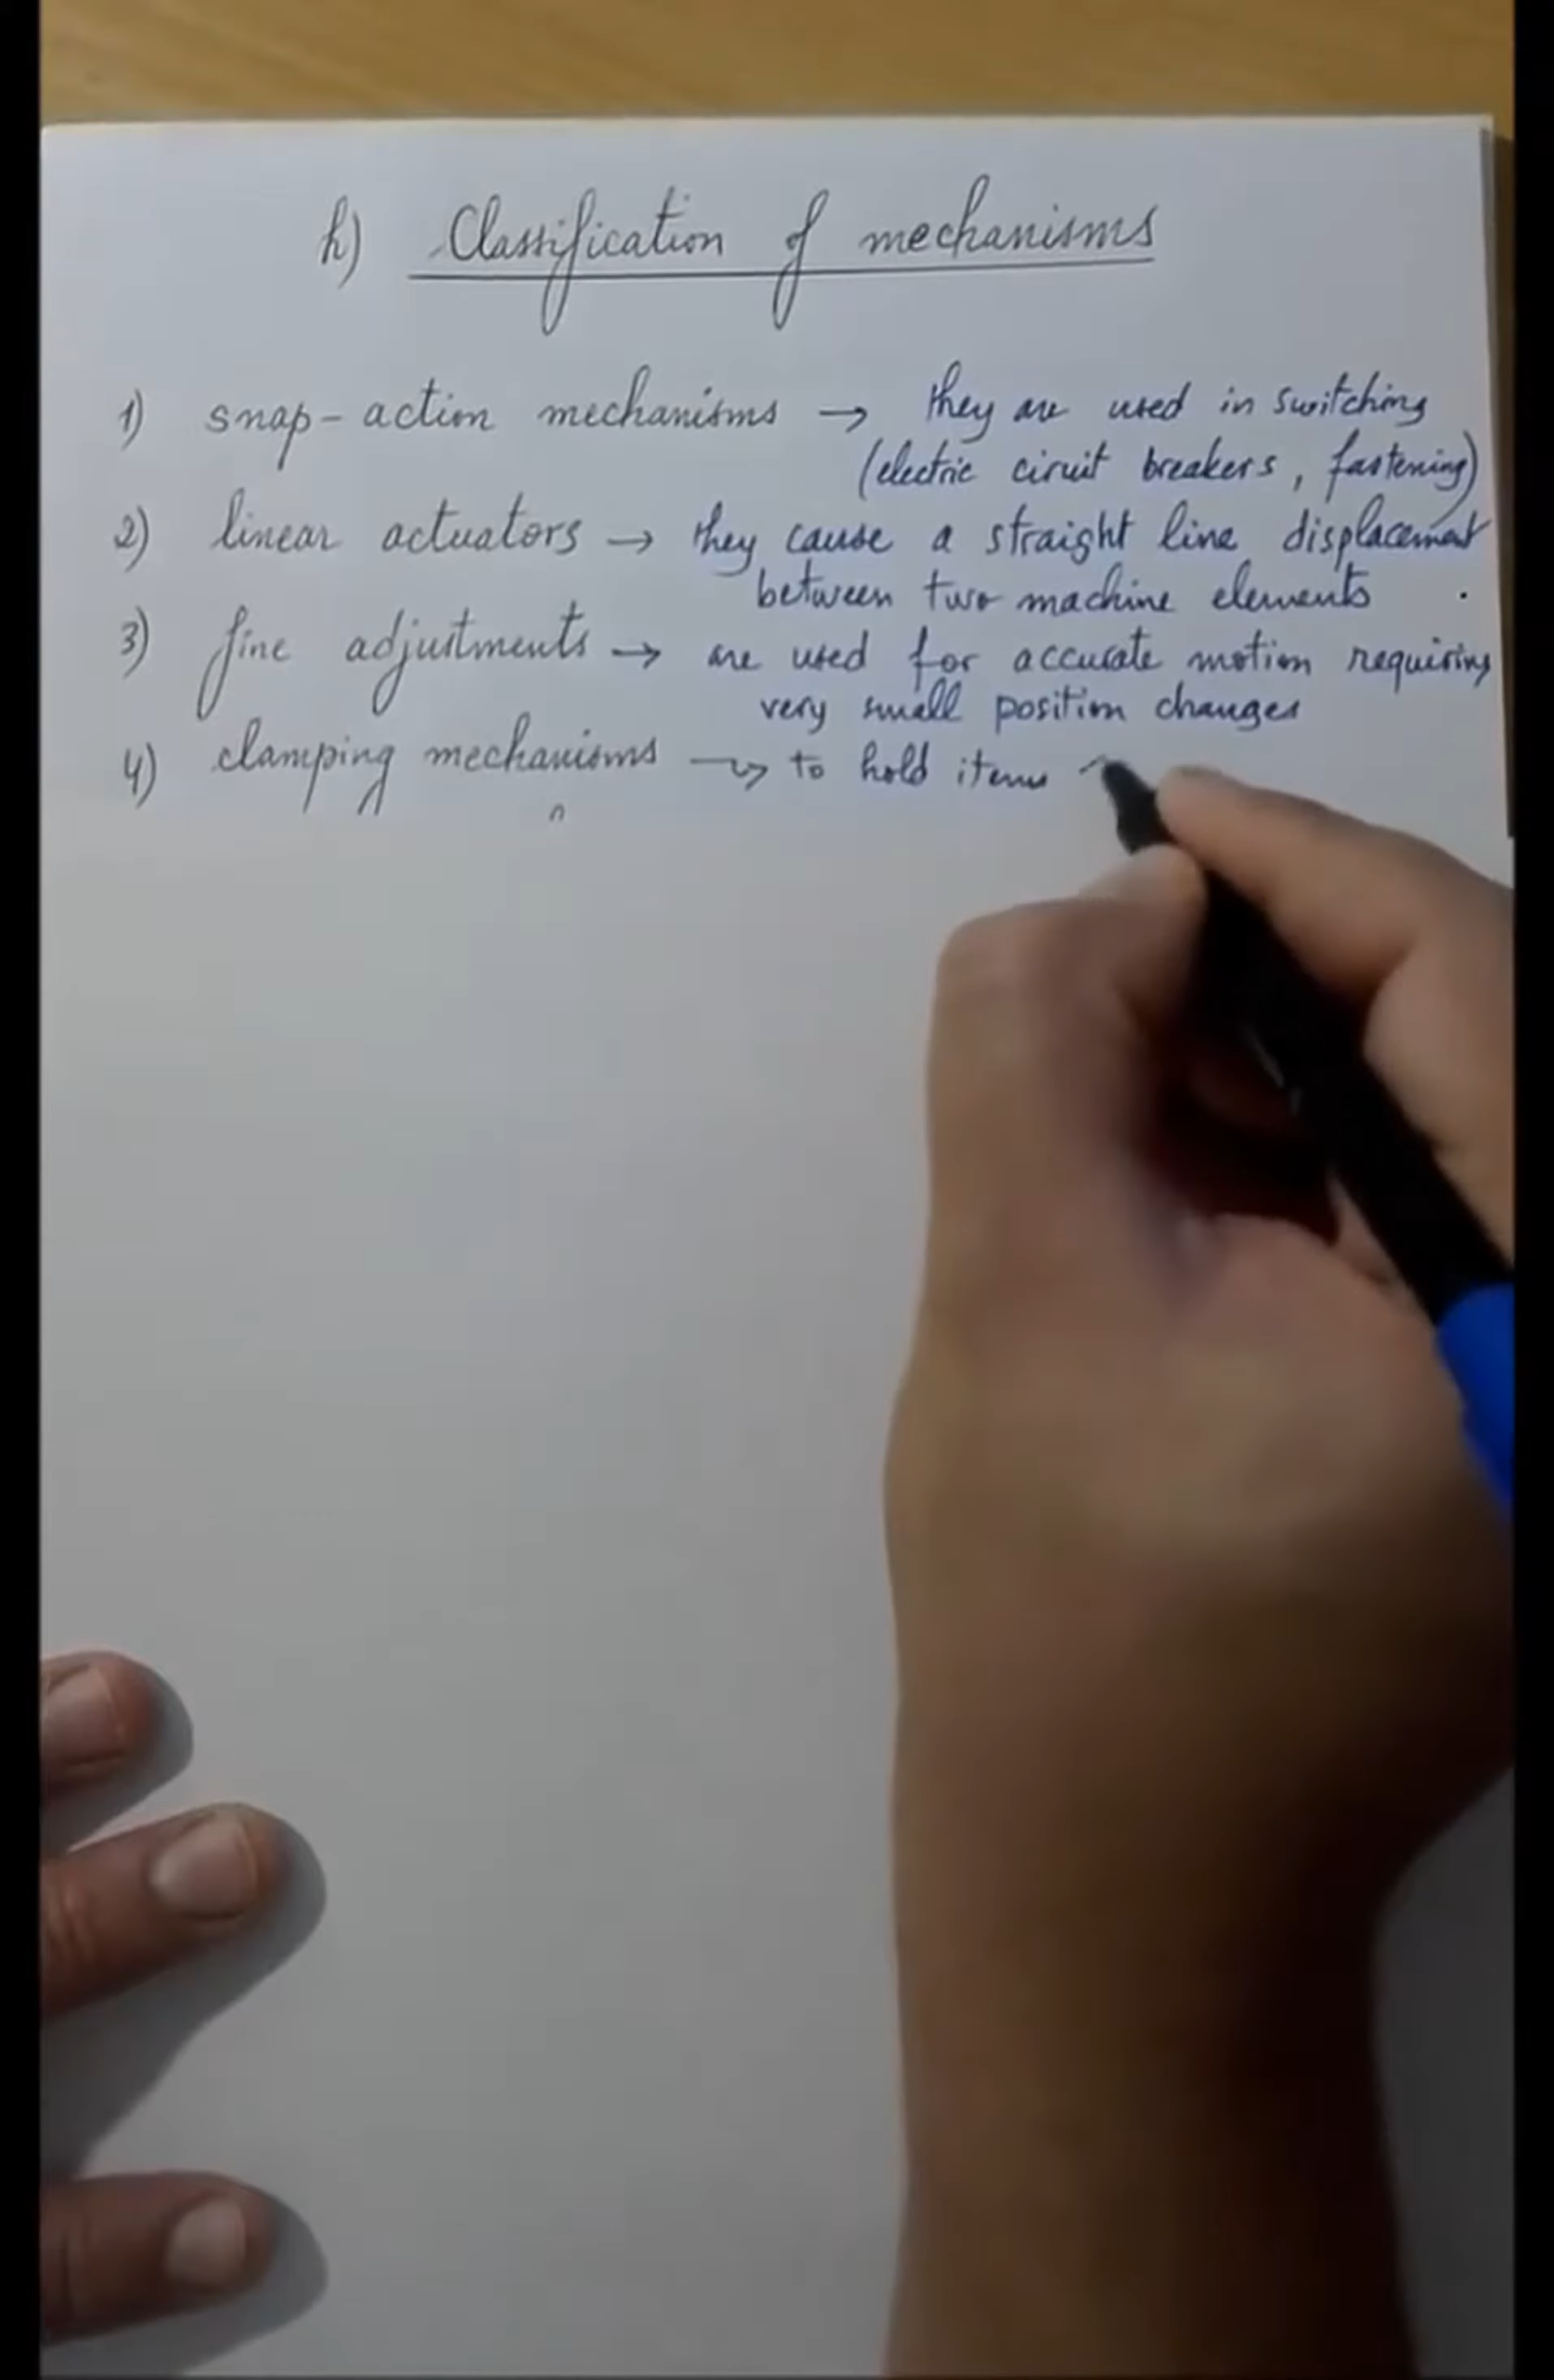 h) Classification of mechanisms
1) snap-action mechanisms → they are used in switching
(electric ciruit breakers, fastening)
2) linear actuators → they cause a straight line displacement
between two machine elements
3) fine adjustments → are used for accurate motion requiring
very small position changes
4) clamping mechanisms → to hold items